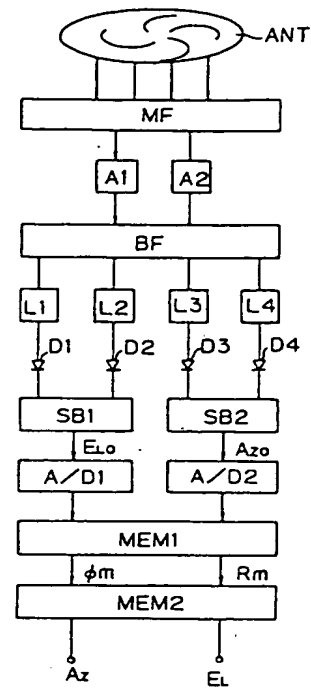 ANT
MF
A1 A2
BF
L1 L2 L3 L4
D1 D2 D3 D4
SB1 SB2
ELO AZO
A/D1 A/D2
MEM1
φm Rm
MEM2
AZ EL